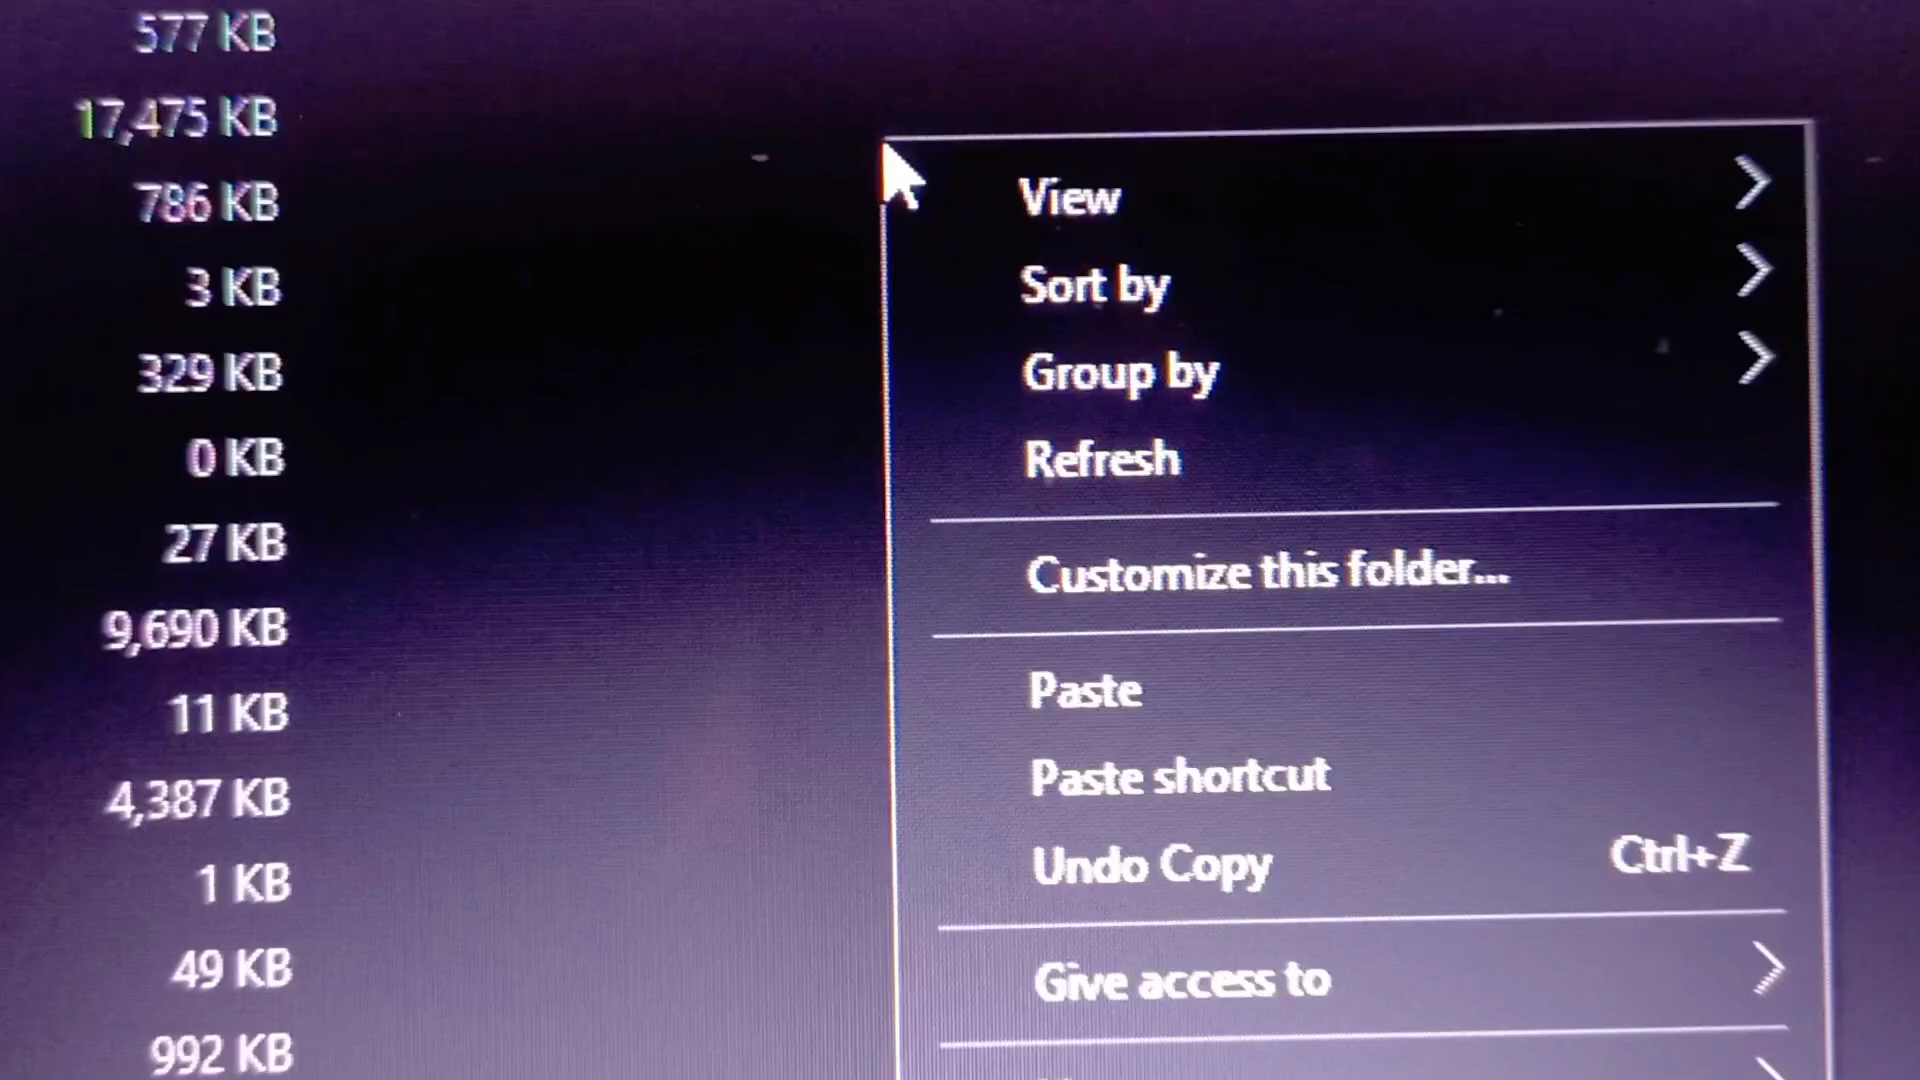 577 KB
17,475 KB
786 KB
3 KB
329 KB
0 KB
27 KB
9,690 KB
11 KB
4,387 KB
1 KB
49 KB
992 KB
View
Sort by
Group by
Refresh
Customize this folder...
Paste
Paste shortcut
Undo Copy Ctrl+Z
Give access to